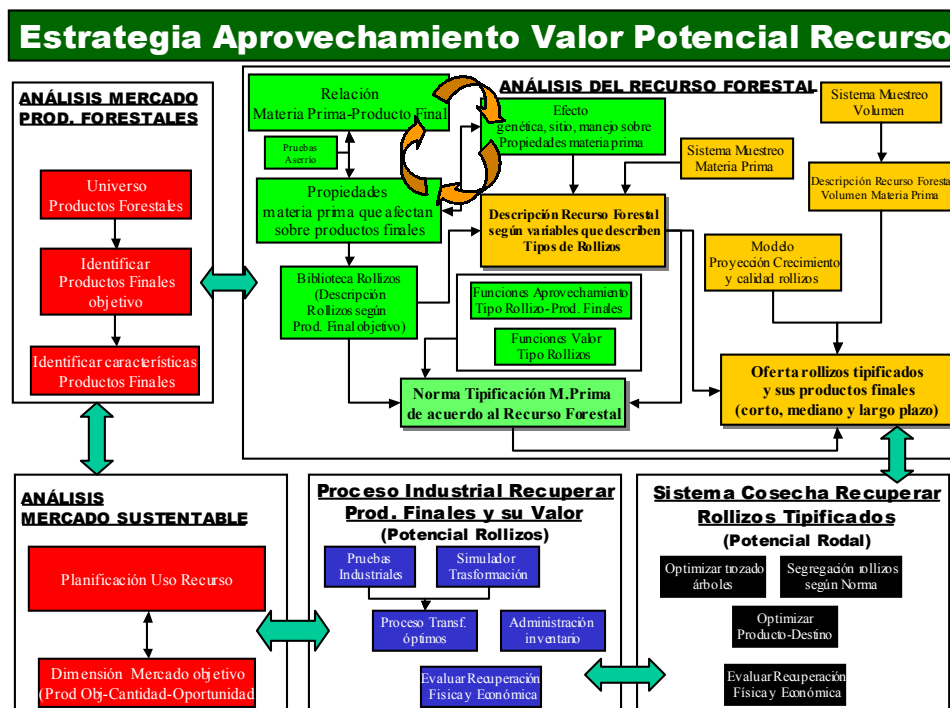 Estrategia Aprovechamiento Valor Potencial Recurso
ANÁLISIS MERCADO
PROD. FORESTALES
Universo
Productos Forestales
Identificar
Productos Finales
objetivo
Identificar características
Productos Finales
ANÁLISIS DEL RECURSO FORESTAL
Relación
Materia Prima-Producto Final
Pruebas
Aserrio
Propiedades
materia prima que afectan
sobre productos finales
Biblioteca Rollizos
(Descripción
Rollizos según
Prod. Final objetivo)
Efecto
genética, sitio, manejo sobre
Propiedades materia prima
Sistema Muestreo
Materia Prima
Sistema Muestreo
Volumen
Descripción Recurso Foresta
Volumen Materia Prima
Descripción Recurso Forestal
según variables que describen
Tipos de Rollizos
Modelo
Proyección Crecimiento
y calidad rollizos
Funciones Aprovechamiento
Tipo Rollizo-Prod. Finales
Funciones Valor
Tipo Rollizos
Norma Tipificación M.Prima
de acuerdo al Recurso Forestal
Oferta rollizos tipificados
y sus productos finales
(corto, mediano y largo plazo)
ANÁLISIS
MERCADO SUSTENTABLE
Planificación Uso Recurso
Dimensión Mercado objetivo
(Prod Obj-Cantidad-Oportunidad
Proceso Industrial Recuperar
Prod. Finales y su Valor
(Potencial Rollizos)
Pruebas
Industriales
Simulador
Trasformación
Proceso Transf.
óptimos
Administración
inventario
Evaluar Recuperación
Física y Económica
Sistema Cosecha Recuperar
Rollizos Tipificados
(Potencial Rodal)
Optimizar trozado
árboles
Segregación rollizos
según Norma
Optimizar
Producto-Destino
Evaluar Recuperación
Física y Económica